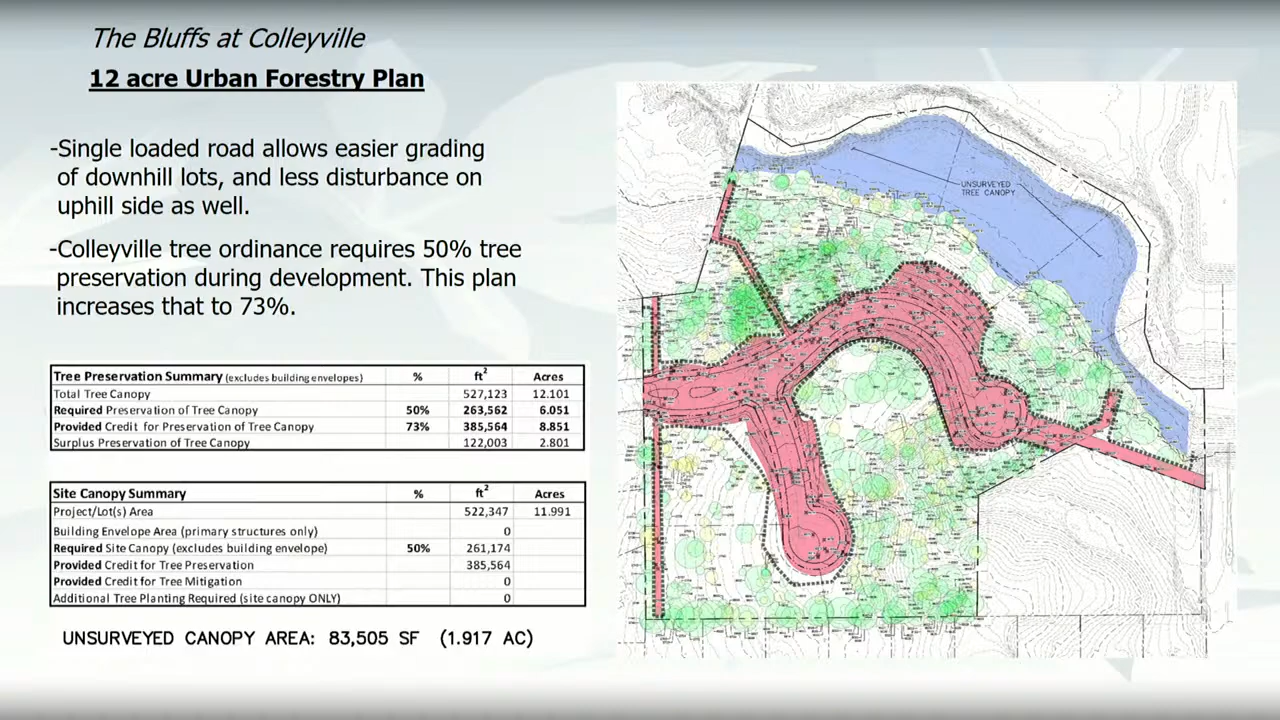 The Bluffs at Colleyville
12 acre Urban Forestry Plan
-Single loaded road allows easier grading
of downhill lots, and less disturbance on
uphill side as well.
-Colleyville tree ordinance requires 50% tree
preservation during development. This plan
increases that to 73%.
Tree Preservation Summary (excludes building envelopes) % ft² Acres
Total Tree Canopy 527,123 12.101
Required Preservation of Tree Canopy 50% 263,562 6.051
Provided Credit for Preservation of Tree Canopy 73% 385,564 8.851
Surplus Preservation of Tree Canopy 122,003 2.801
Site Canopy Summary % ft² Acres
Project/Lot(s) Area 522,347 11.991
Building Envelope Area (primary structures only) 0
Required Site Canopy (excludes building envelope) 50% 261,174
Provided Credit for Tree Preservation 385,564
Provided Credit for Tree Mitigation 0
Additional Tree Planting Required (site canopy ONLY) 0
UNSURVEYED CANOPY AREA: 83,505 SF (1.917 AC)
UNSURVEYED
TREE CANOPY